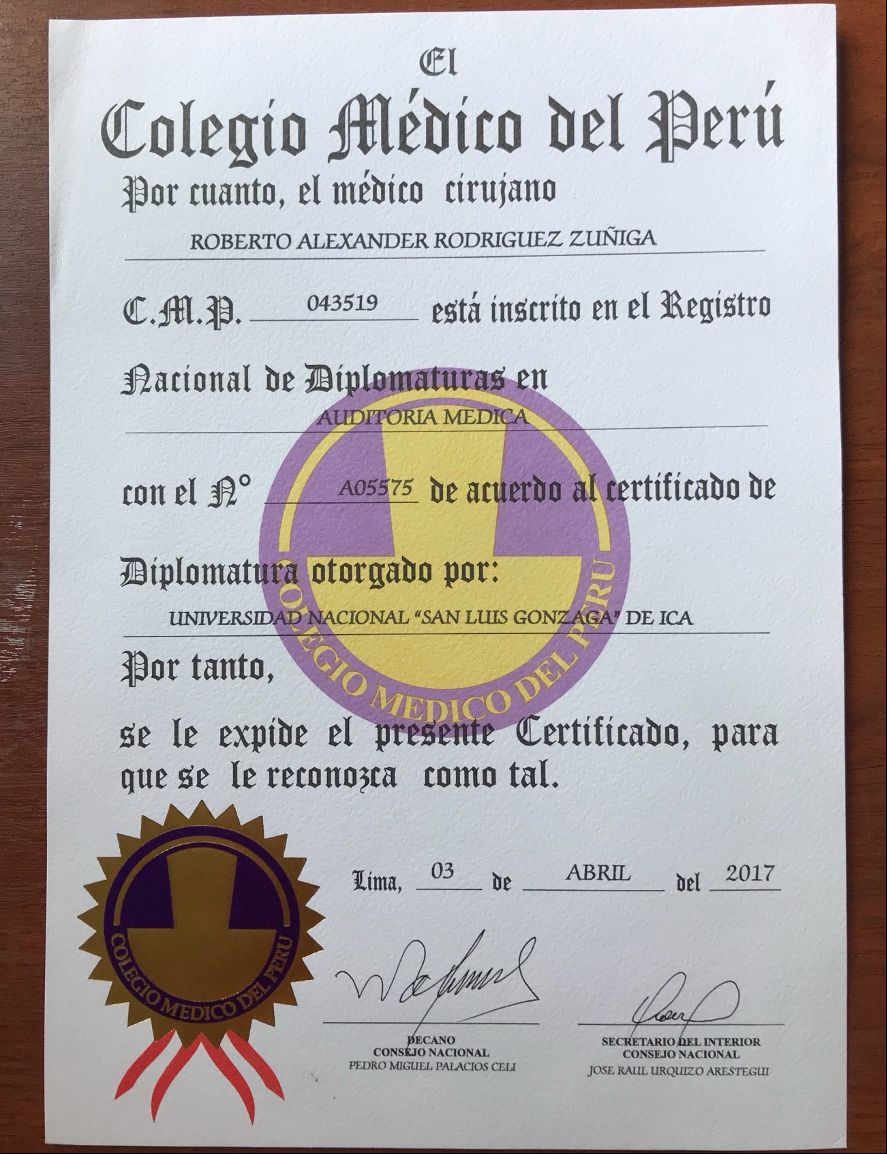 El
Colegio Médico del Perú
Por cuanto, el médico cirujano
ROBERTO ALEXANDER RODRIGUEZ ZUÑIGA
C.M.P. 043519 está inscrito en el Registro
Nacional de Diplomaturas en
AUDITORIA MEDICA
con el Nº A05575 de acuerdo al certificado de
Diplomatura otorgado por:
UNIVERSIDAD NACIONAL “SAN LUIS GONZAGA” DE ICA
COLEGIO MEDICO DEL PERU
Por tanto,
se le expide el presente Certificado, para
que se le reconozca como tal.
Lima, 03 de ABRIL del 2017
COLEGIO MEDICO DEL PERU
DECANO
CONSEJO NACIONAL
PEDRO MIGUEL PALACIOS CELI
SECRETARIO DEL INTERIOR
CONSEJO NACIONAL
JOSE RAUL URQUIZO ARESTEGUI